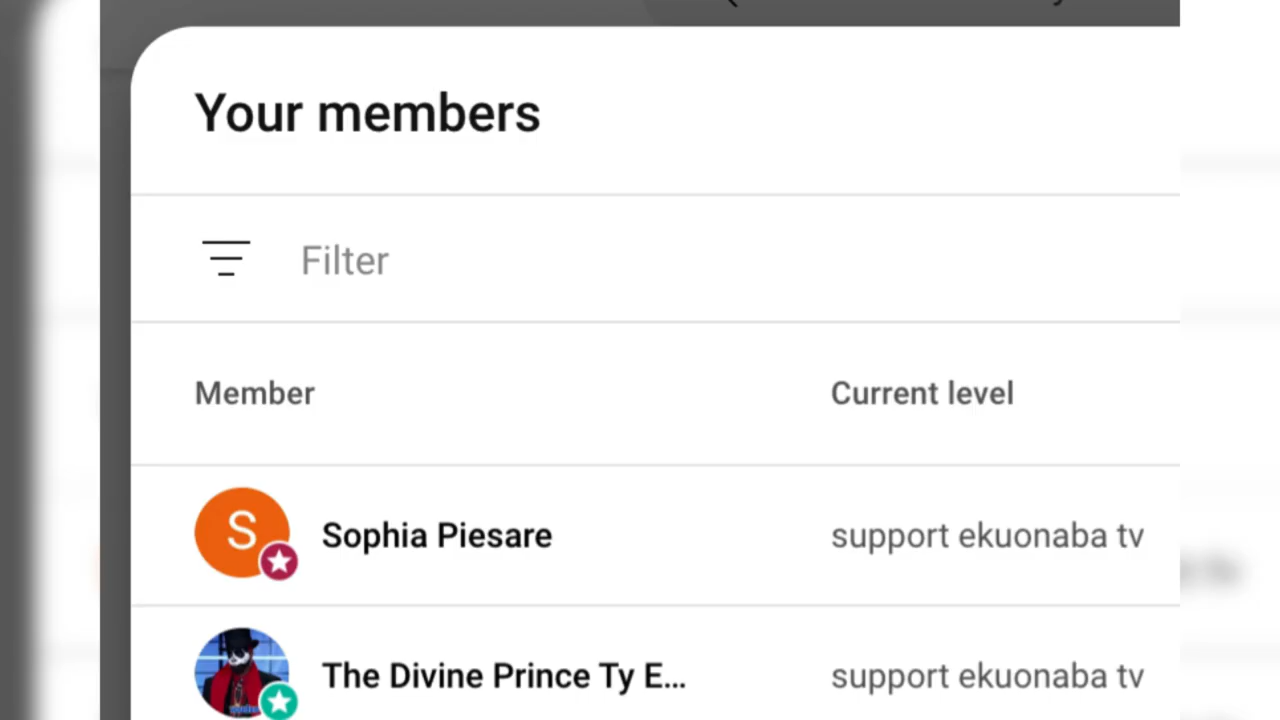 Your members
Filter
Member Current level
S Sophia Piesare support ekuonaba tv
The Divine Prince Ty E... support ekuonaba tv